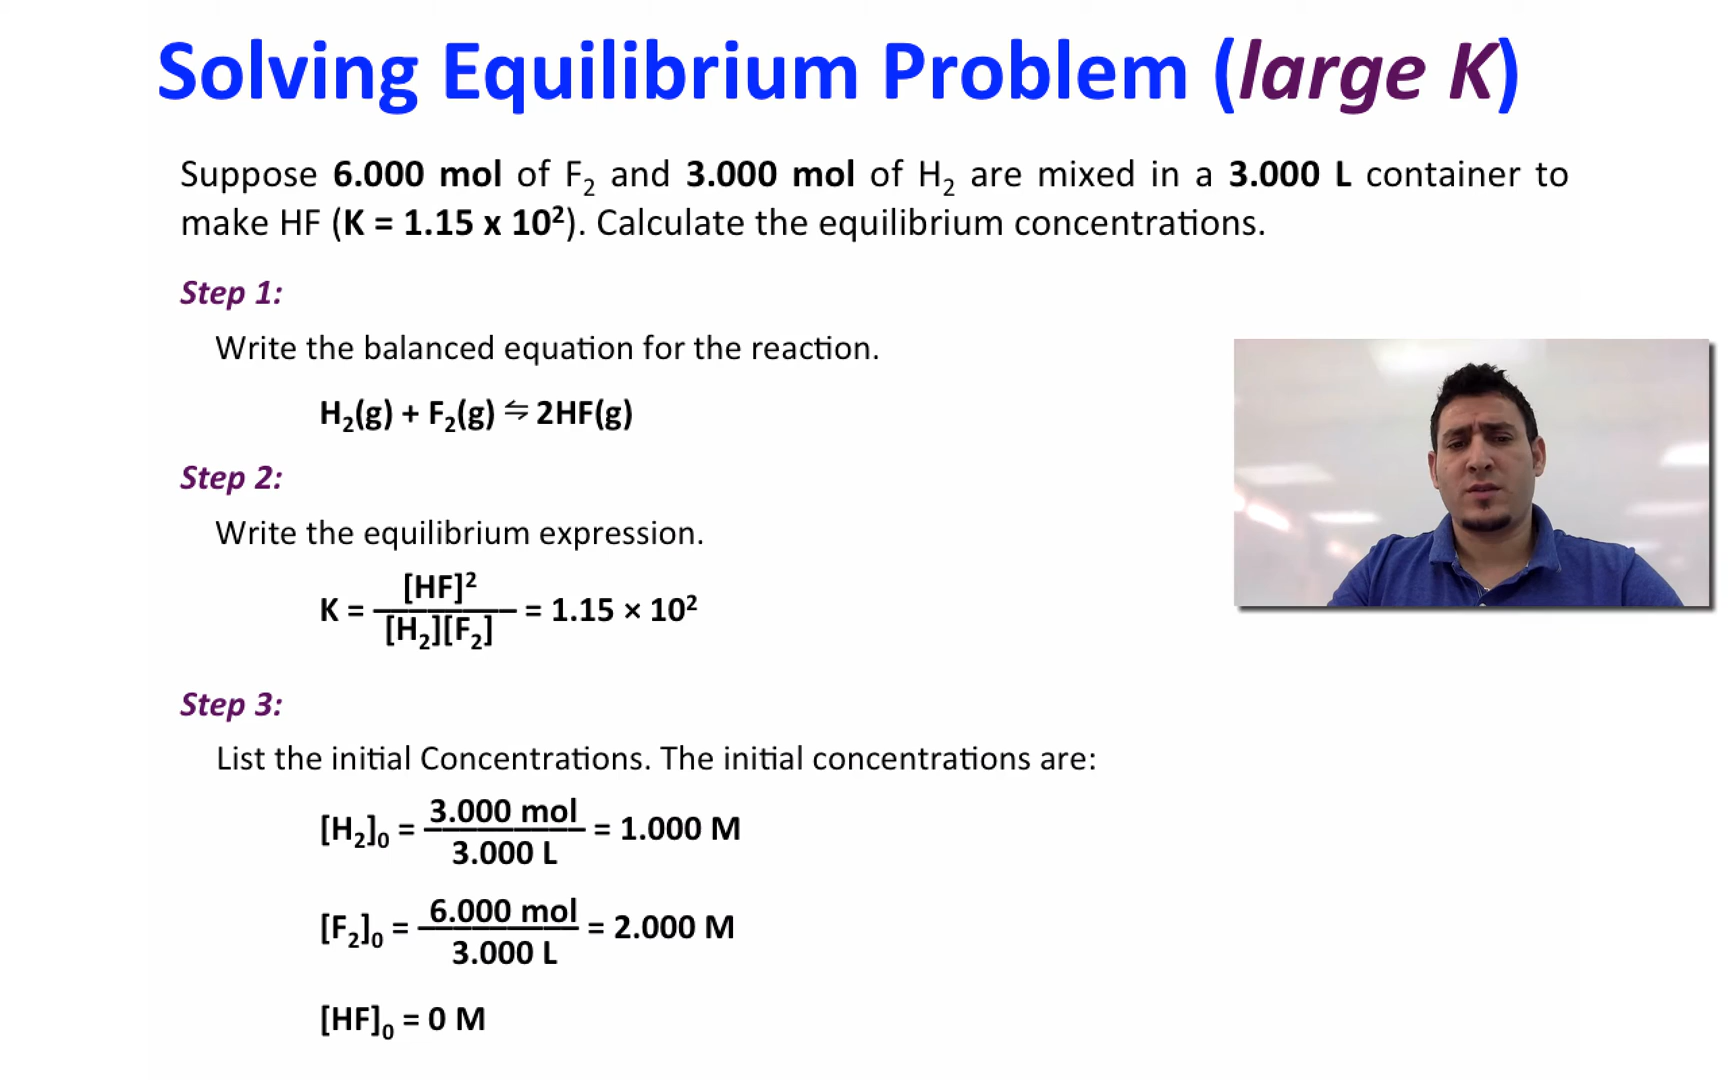 Solving Equilibrium Problem (large K)
Suppose 6.000 mol of F₂ and 3.000 mol of H₂ are mixed in a 3.000 L container to
make HF (K = 1.15 x 10²). Calculate the equilibrium concentrations.
Step 1:
Write the balanced equation for the reaction.
H₂(g) + F₂(g) ⇋ 2HF(g)
Step 2:
Write the equilibrium expression.
K = [HF]² / [H₂][F₂] = 1.15 × 10²
Step 3:
List the initial Concentrations. The initial concentrations are:
[H₂]₀ = 3.000 mol / 3.000 L = 1.000 M
[F₂]₀ = 6.000 mol / 3.000 L = 2.000 M
[HF]₀ = 0 M